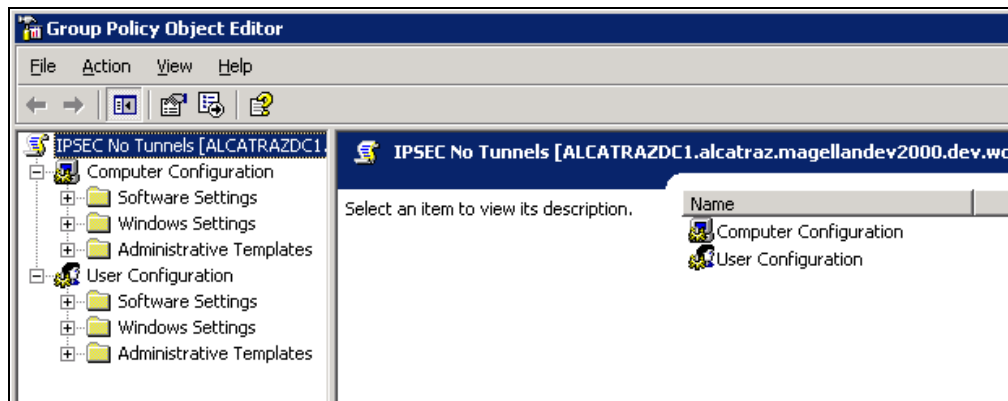 Group Policy Object Editor
File Action View Help
IPSEC No Tunnels [ALCATRAZDC1.
Computer Configuration
Software Settings
Windows Settings
Administrative Templates
User Configuration
Software Settings
Windows Settings
Administrative Templates
IPSEC No Tunnels [ALCATRAZDC1.alcatraz.magellandev2000.dev.wc
Select an item to view its description.
Name
Computer Configuration
User Configuration